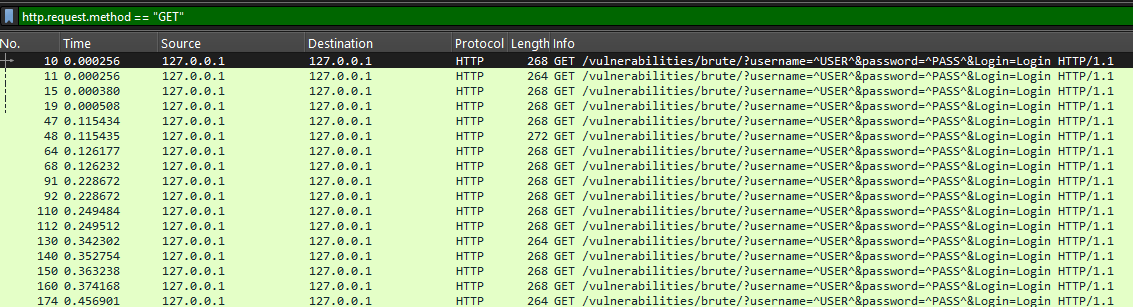 http.request.method == "GET"
No. Time Source Destination Protocol Length Info
10 0.000256 127.0.0.1 127.0.0.1 HTTP 268 GET /vulnerabilities/brute/?username=^USER^&password=^PASS^&Login=Login HTTP/1.1
11 0.000256 127.0.0.1 127.0.0.1 HTTP 264 GET /vulnerabilities/brute/?username=^USER^&password=^PASS^&Login=Login HTTP/1.1
15 0.000380 127.0.0.1 127.0.0.1 HTTP 268 GET /vulnerabilities/brute/?username=^USER^&password=^PASS^&Login=Login HTTP/1.1
19 0.000508 127.0.0.1 127.0.0.1 HTTP 268 GET /vulnerabilities/brute/?username=^USER^&password=^PASS^&Login=Login HTTP/1.1
47 0.115434 127.0.0.1 127.0.0.1 HTTP 268 GET /vulnerabilities/brute/?username=^USER^&password=^PASS^&Login=Login HTTP/1.1
48 0.115435 127.0.0.1 127.0.0.1 HTTP 272 GET /vulnerabilities/brute/?username=^USER^&password=^PASS^&Login=Login HTTP/1.1
64 0.126177 127.0.0.1 127.0.0.1 HTTP 268 GET /vulnerabilities/brute/?username=^USER^&password=^PASS^&Login=Login HTTP/1.1
68 0.126232 127.0.0.1 127.0.0.1 HTTP 268 GET /vulnerabilities/brute/?username=^USER^&password=^PASS^&Login=Login HTTP/1.1
91 0.228672 127.0.0.1 127.0.0.1 HTTP 268 GET /vulnerabilities/brute/?username=^USER^&password=^PASS^&Login=Login HTTP/1.1
92 0.228672 127.0.0.1 127.0.0.1 HTTP 268 GET /vulnerabilities/brute/?username=^USER^&password=^PASS^&Login=Login HTTP/1.1
110 0.249484 127.0.0.1 127.0.0.1 HTTP 268 GET /vulnerabilities/brute/?username=^USER^&password=^PASS^&Login=Login HTTP/1.1
112 0.249512 127.0.0.1 127.0.0.1 HTTP 268 GET /vulnerabilities/brute/?username=^USER^&password=^PASS^&Login=Login HTTP/1.1
130 0.342302 127.0.0.1 127.0.0.1 HTTP 264 GET /vulnerabilities/brute/?username=^USER^&password=^PASS^&Login=Login HTTP/1.1
140 0.352754 127.0.0.1 127.0.0.1 HTTP 268 GET /vulnerabilities/brute/?username=^USER^&password=^PASS^&Login=Login HTTP/1.1
150 0.363238 127.0.0.1 127.0.0.1 HTTP 268 GET /vulnerabilities/brute/?username=^USER^&password=^PASS^&Login=Login HTTP/1.1
160 0.374168 127.0.0.1 127.0.0.1 HTTP 268 GET /vulnerabilities/brute/?username=^USER^&password=^PASS^&Login=Login HTTP/1.1
174 0.456901 127.0.0.1 127.0.0.1 HTTP 264 GET /vulnerabilities/brute/?username=^USER^&password=^PASS^&Login=Login HTTP/1.1